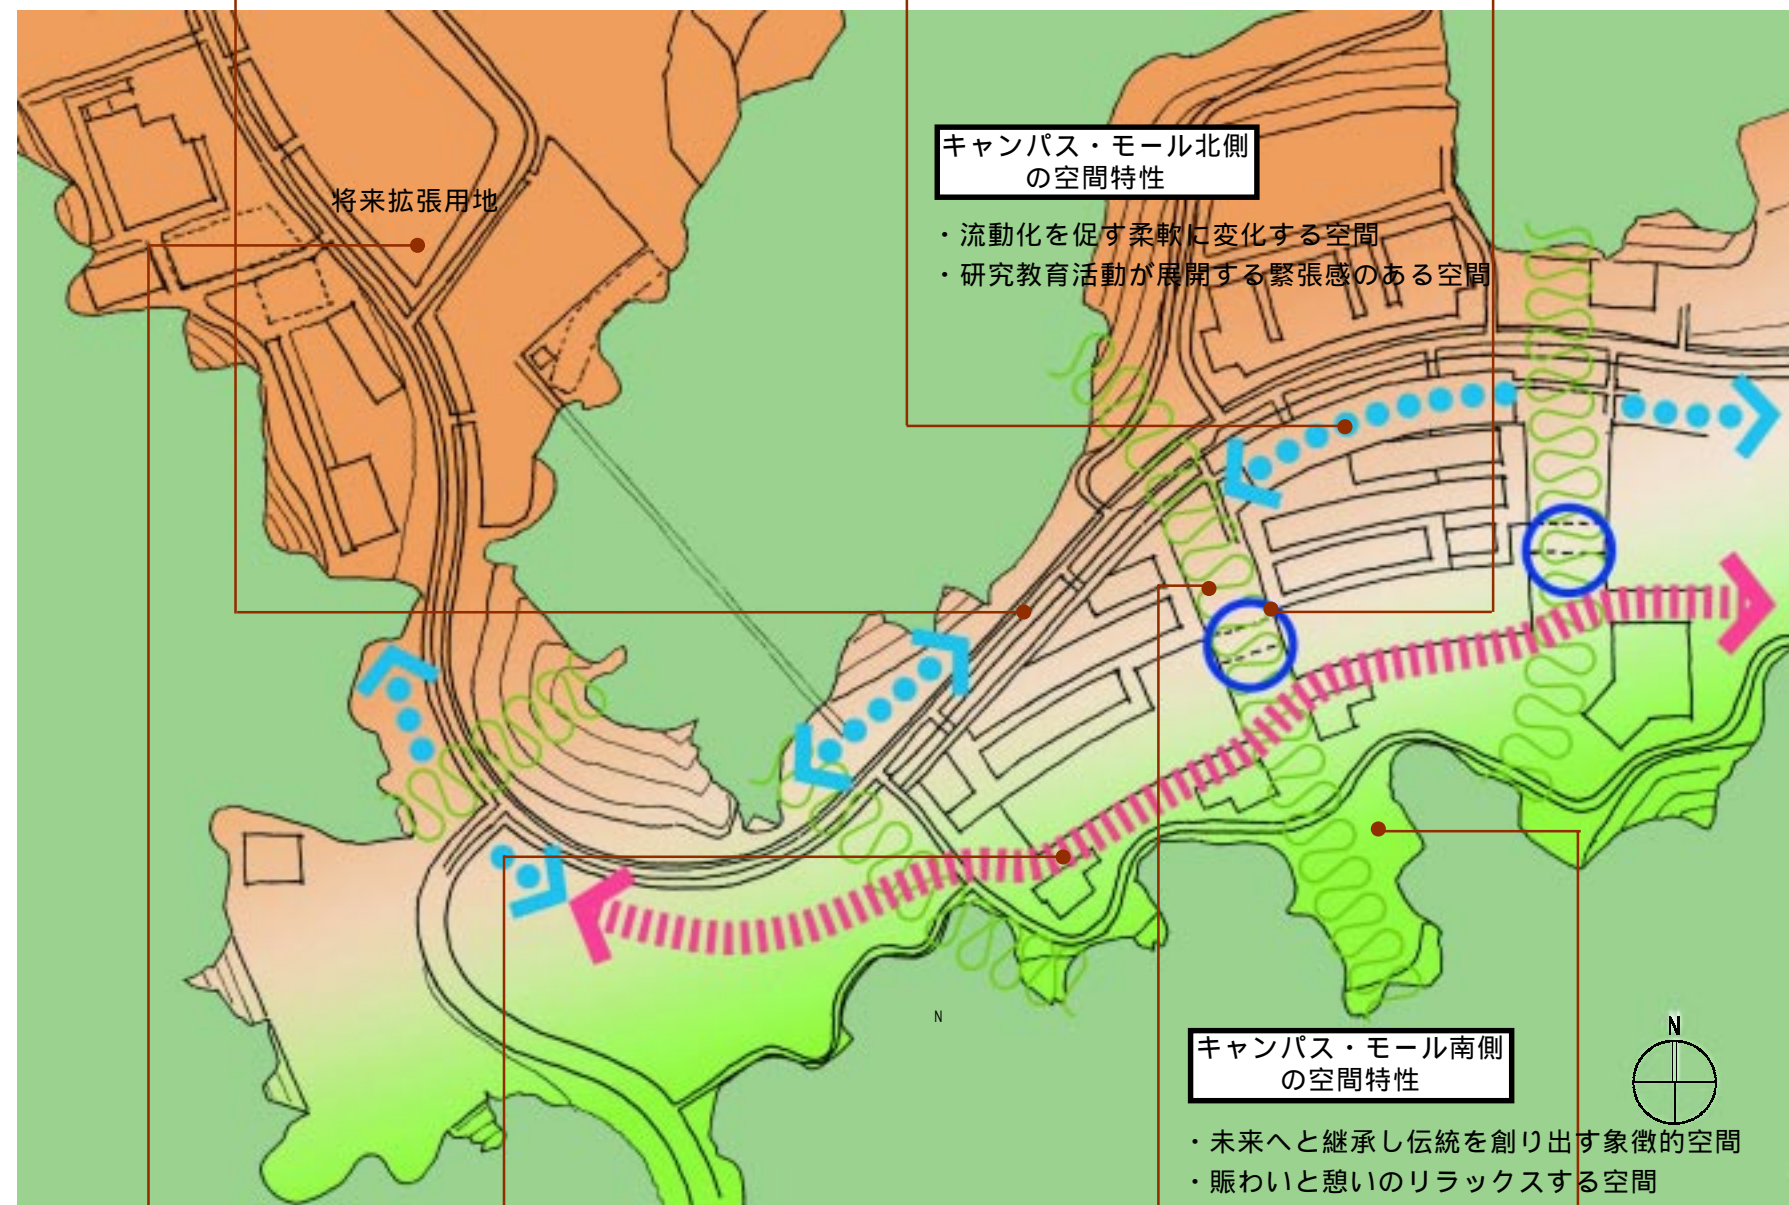 キャンパス・モール北側
の空間特性
将来拡張用地
・流動化を促す柔軟に変化する空間
・研究教育活動が展開する緊張感のある空間
N
N
キャンパス・モール南側
の空間特性
・未来へと継承し伝統を創り出す象徴的空間
・賑わいと憩いのリラックスする空間